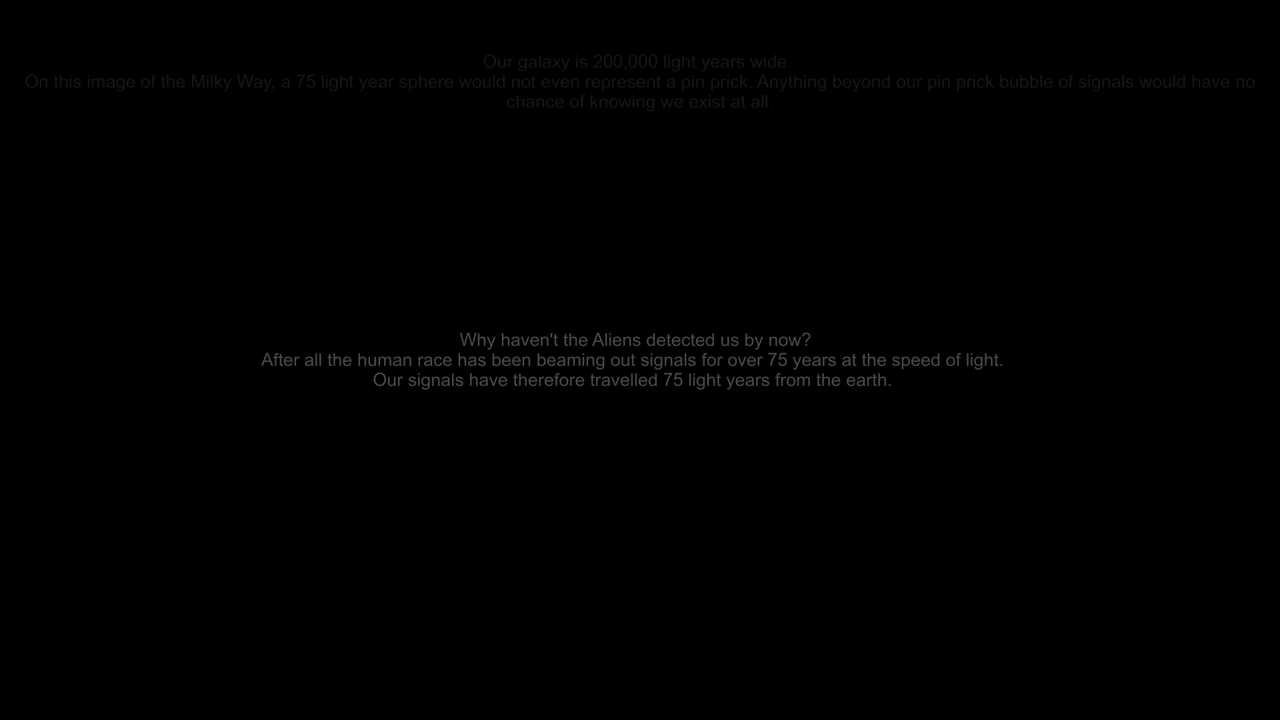 Our galaxy is 200,000 light years wide.
On this image of the Milky Way, a 75 light year sphere would not even represent a pin prick. Anything beyond our pin prick bubble of signals would have no
chance of knowing we exist at all.
Why haven't the Aliens detected us by now?
After all the human race has been beaming out signals for over 75 years at the speed of light.
Our signals have therefore travelled 75 light years from the earth.